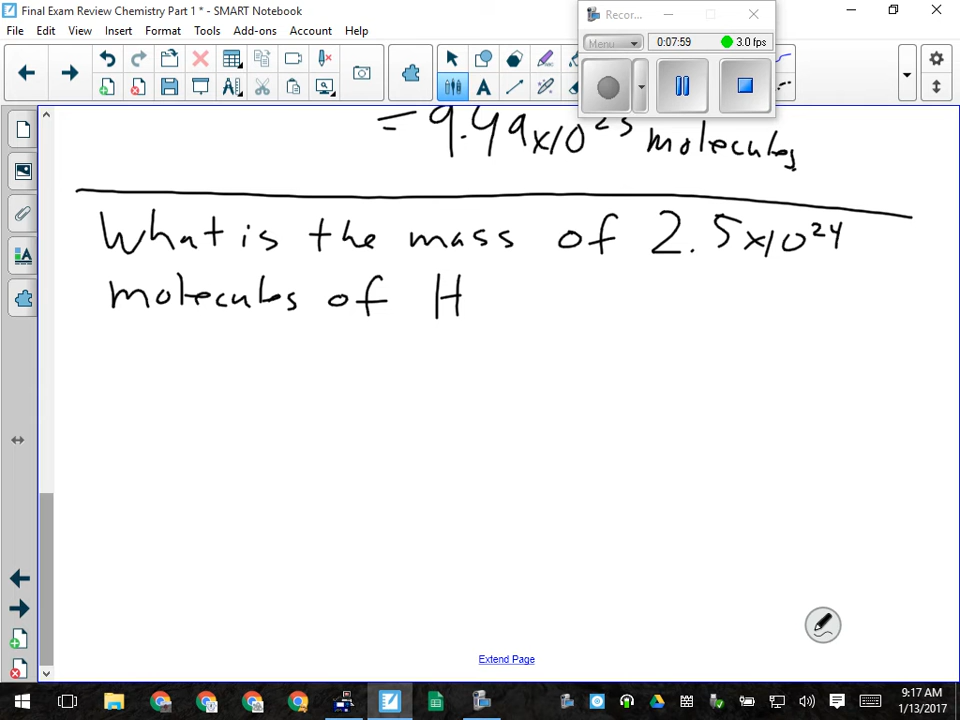 Final Exam Review Chemistry Part 1 * - SMART Notebook
Recor...
File Edit View Insert Format Tools Add-ons Account Help
Menu 0:07:59 3.0 fps
= 9.49x10²³ molecules
What is the mass of 2.5x10²⁴
molecules of H
Extend Page
9:17 AM
1/13/2017